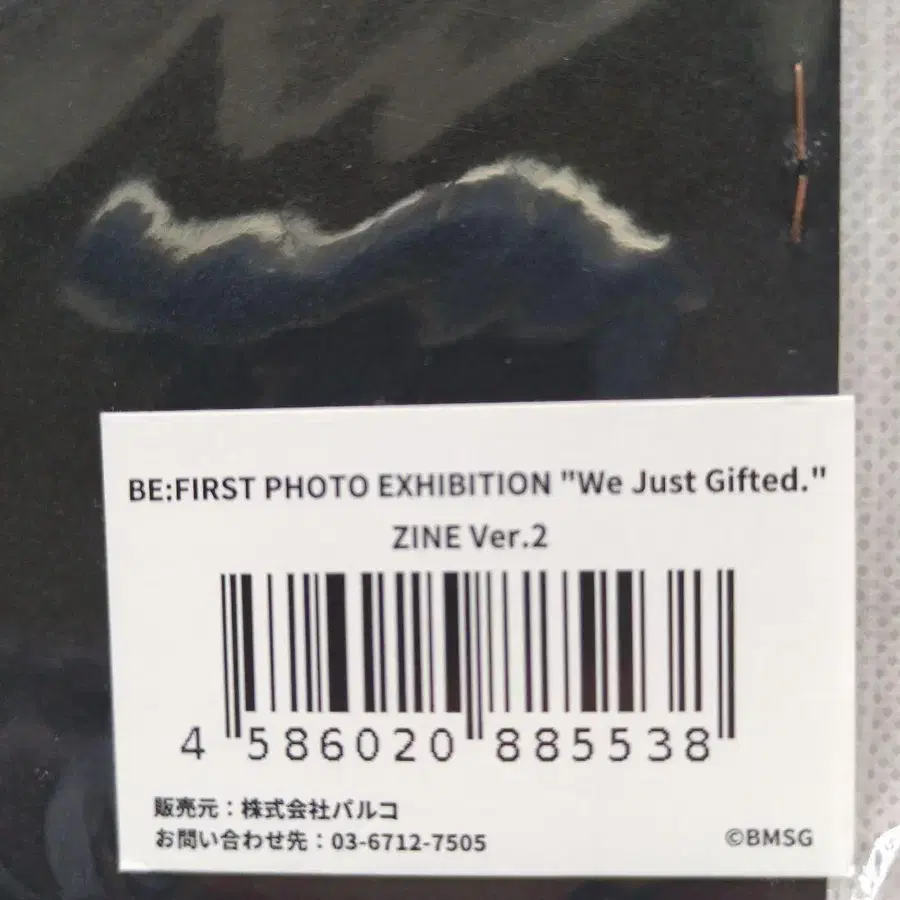 BE:FIRST PHOTO EXHIBITION "We Just Gifted."
ZINE Ver.2
4 586020 885538
販売元：株式会社パルコ
お問い合わせ先：03-6712-7505
©BMSG